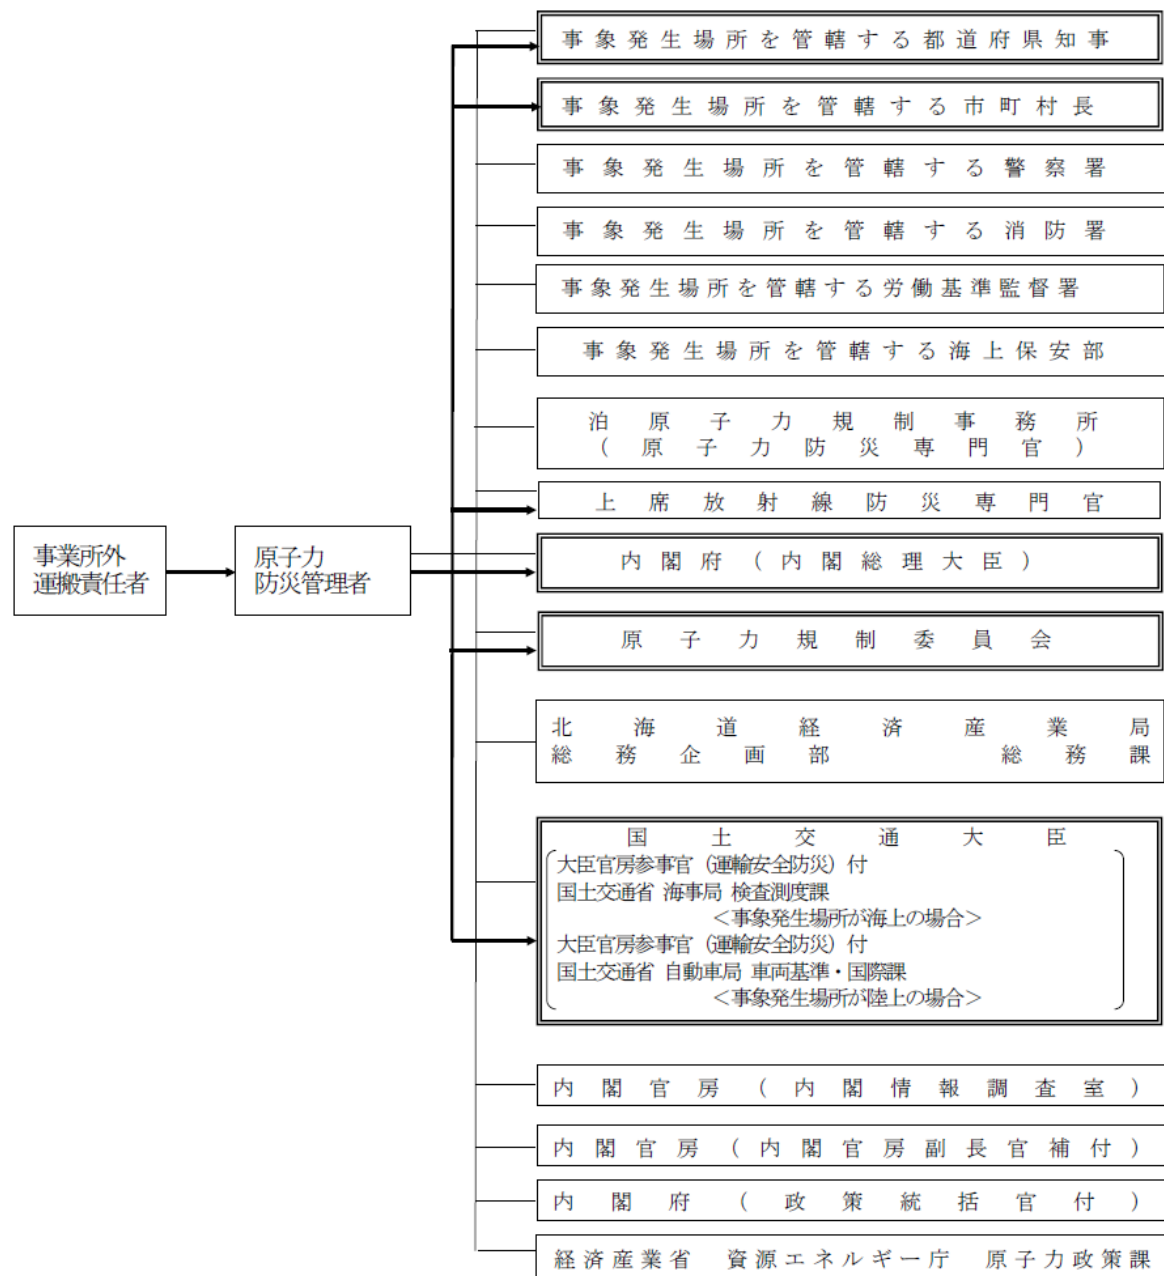 事象発生場所を管轄する都道府県知事
事象発生場所を管轄する市町村長
事象発生場所を管轄する警察署
事象発生場所を管轄する消防署
事象発生場所を管轄する労働基準監督署
事象発生場所を管轄する海上保安部
泊原子力規制事務所
(原子力防災専門官)
上席放射線防災専門官
事業所外
運搬責任者
原子力
防災管理者
内閣府(内閣総理大臣)
原子力規制委員会
北海道経済産業局
総務企画部 総務課
国土交通大臣
大臣官房参事官(運輸安全防災)付
国土交通省 海事局 検査測度課
<事象発生場所が海上の場合>
大臣官房参事官(運輸安全防災)付
国土交通省 自動車局 車両基準・国際課
<事象発生場所が陸上の場合>
内閣官房(内閣情報調査室)
内閣官房(内閣官房副長官補付)
内閣府(政策統括官付)
経済産業省 資源エネルギー庁 原子力政策課